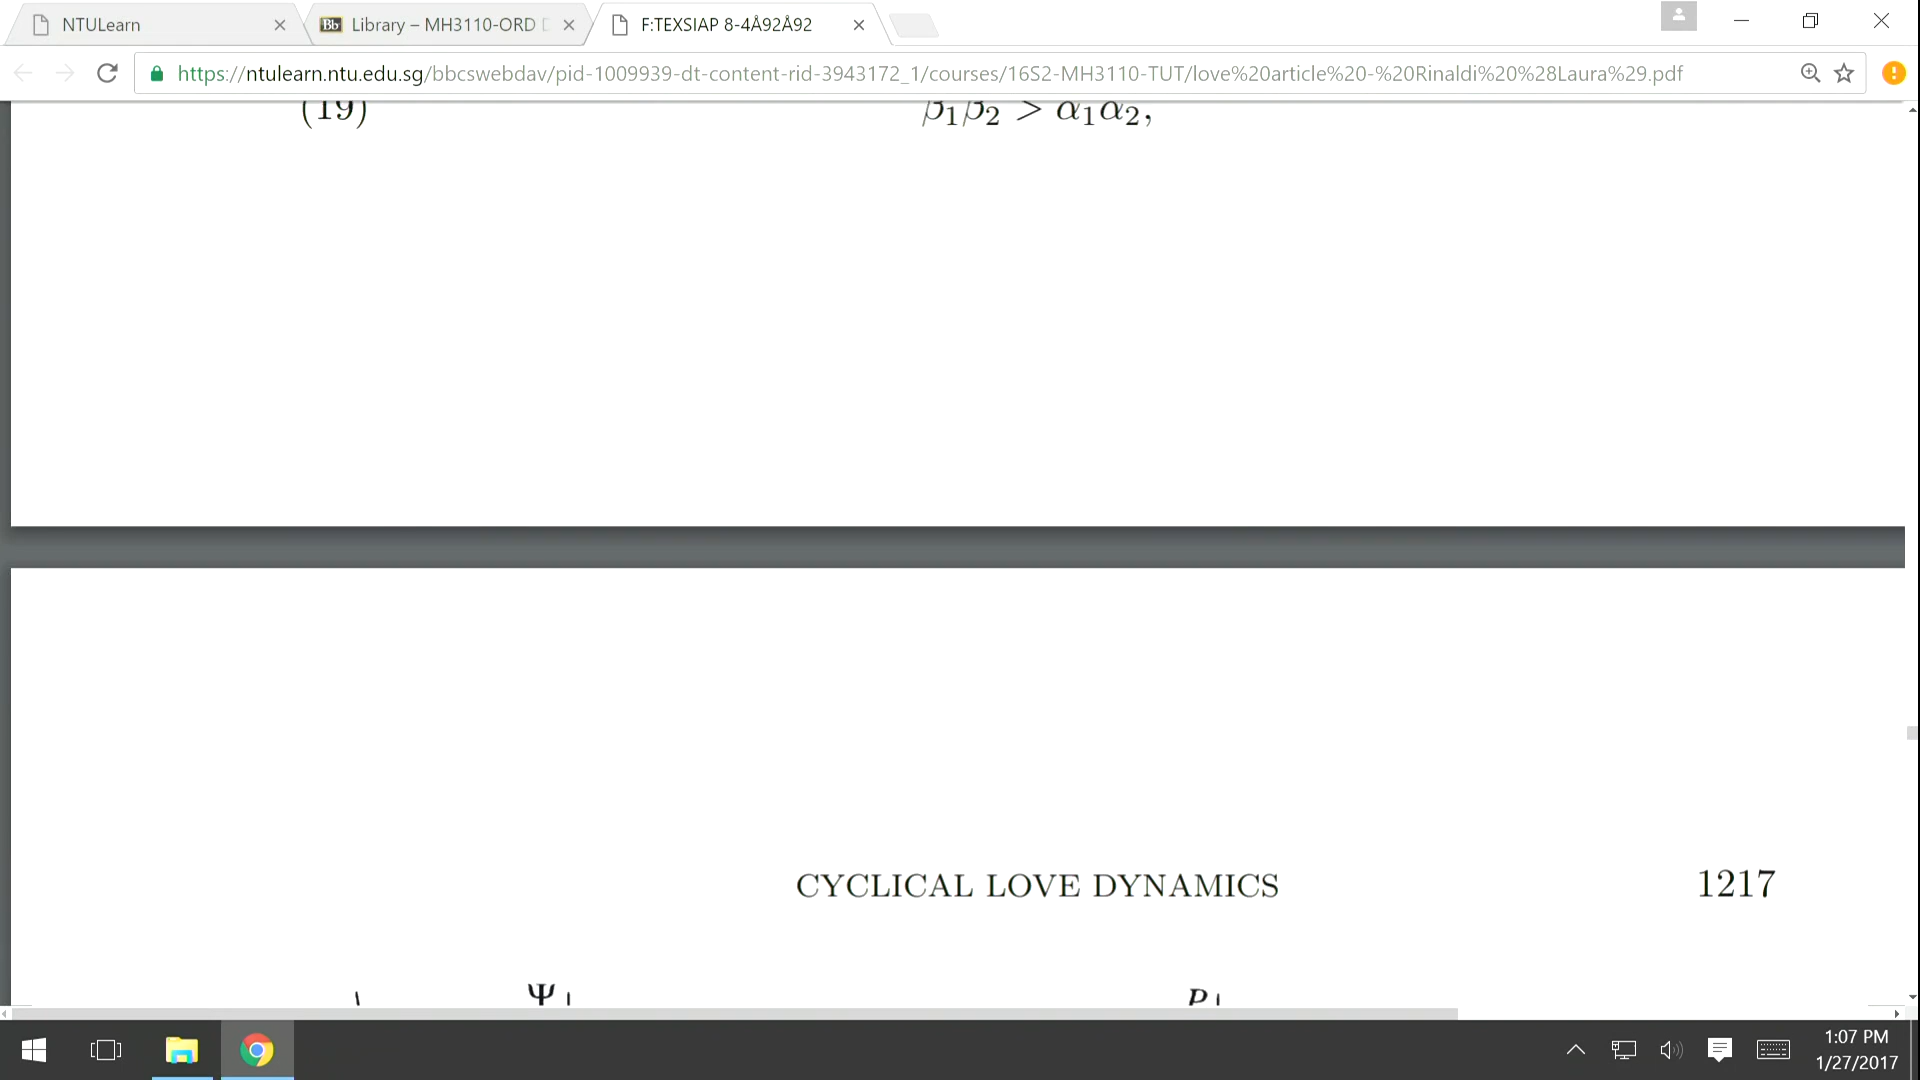 NTULearn
Bb Library – MH3110-ORD D
F:TEXSIAP 8-4Å92Å92
https://ntulearn.ntu.edu.sg/bbcswebdav/pid-1009939-dt-content-rid-3943172_1/courses/16S2-MH3110-TUT/love%20article%20-%20Rinaldi%20%28Laura%29.pdf
(19) β₁β₂ > α₁α₂,
CYCLICAL LOVE DYNAMICS 1217
Ψ P
1:07 PM
1/27/2017